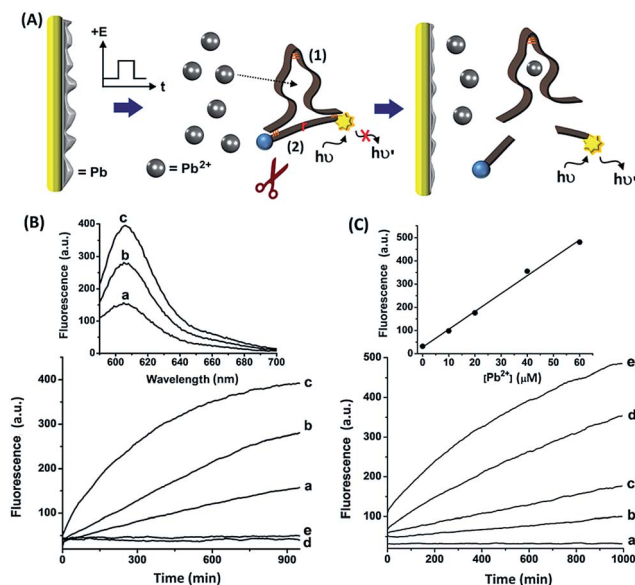 (A)
+E
t
= Pb
= Pb²⁺
(1)
(2)
hυ
hυ'
hυ
hυ'
(B)
Fluorescence (a.u.)
400
300
200
100
0
c
b
a
600
620
640
660
680
700
Wavelength (nm)
Fluorescence (a.u.)
400
300
200
100
c
b
a
e
d
0
300
600
900
Time (min)
(C)
Fluorescence (a.u.)
500
400
300
200
100
0
0
10
20
30
40
50
60
[Pb²⁺] (μM)
Fluorescence (a.u.)
500
400
300
200
100
0
e
d
c
b
a
0
200
400
600
800
1000
Time (min)